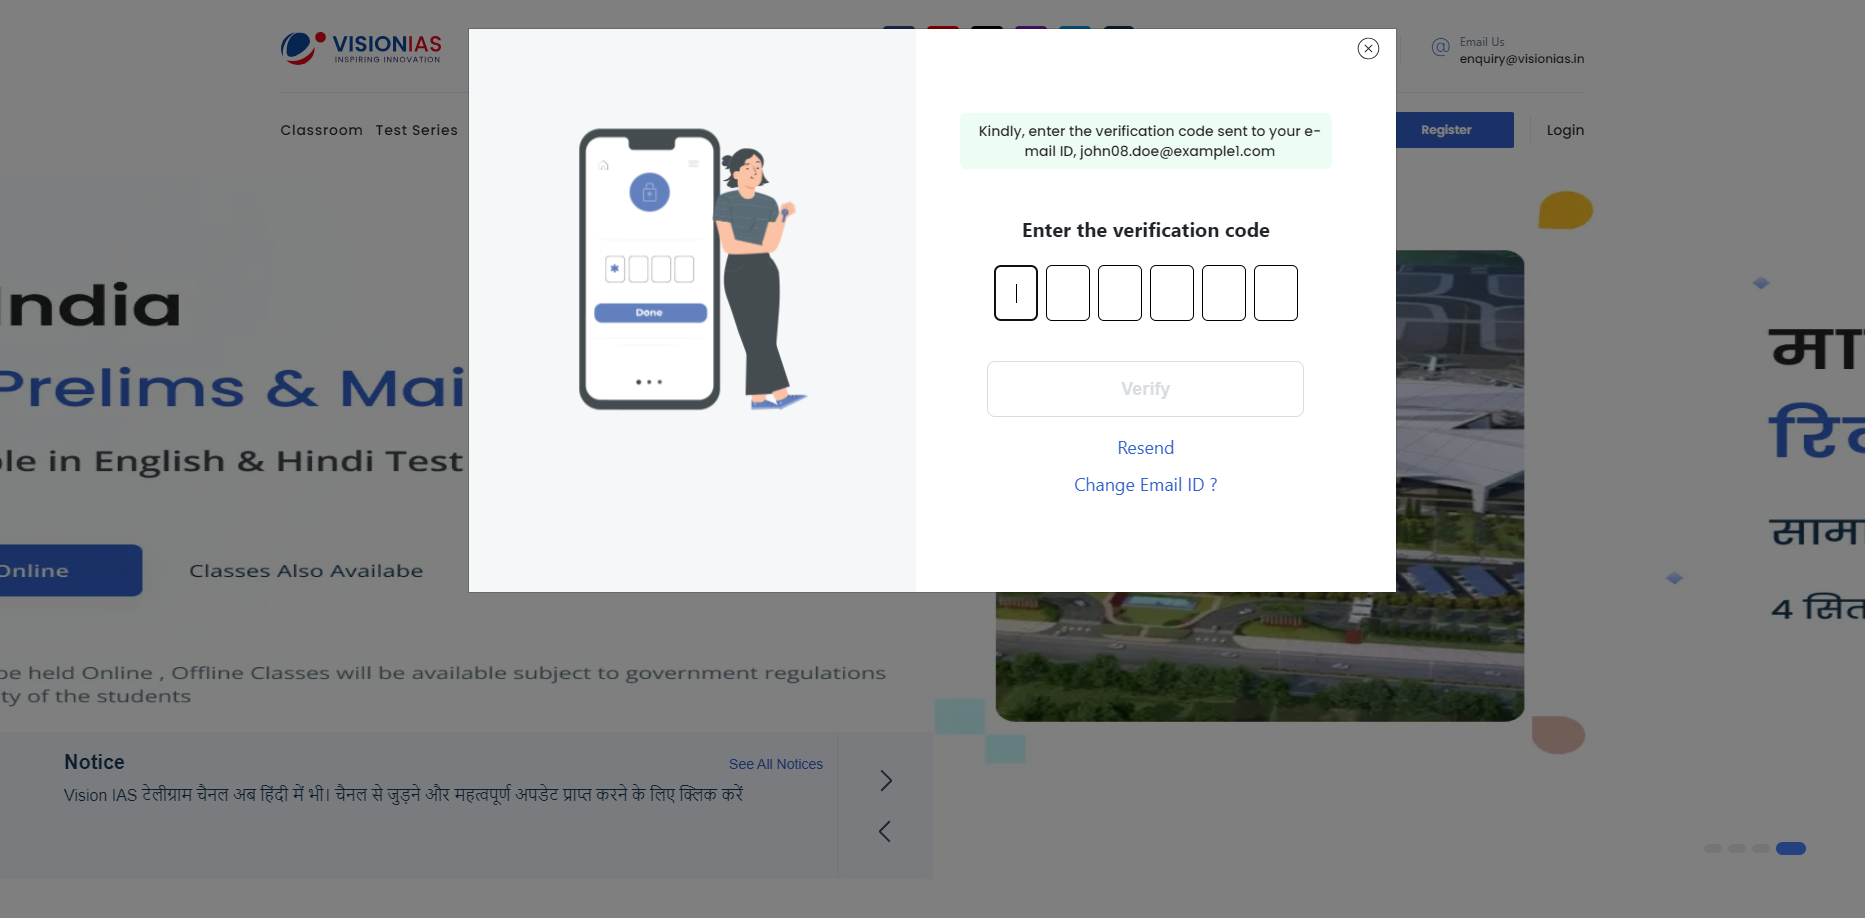 VISIONIAS
INSPIRING INNOVATION
Email Us
enquiry@visionias.in
Classroom Test Series
Register
Login
Kindly, enter the verification code sent to your e-
mail ID, john08.doe@example1.com
Enter the verification code
Verify
Resend
Change Email ID ?
Done
India
Prelims & Mai
le in English & Hindi Test
Online
Classes Also Availabe
be held Online , Offline Classes will be available subject to government regulations
ty of the students
4
Notice
See All Notices
Vision IAS टेलीग्राम चैनल अब हिंदी में भी। चैनल से जुड़ने और महत्वपूर्ण अपडेट प्राप्त करने के लिए क्लिक करें